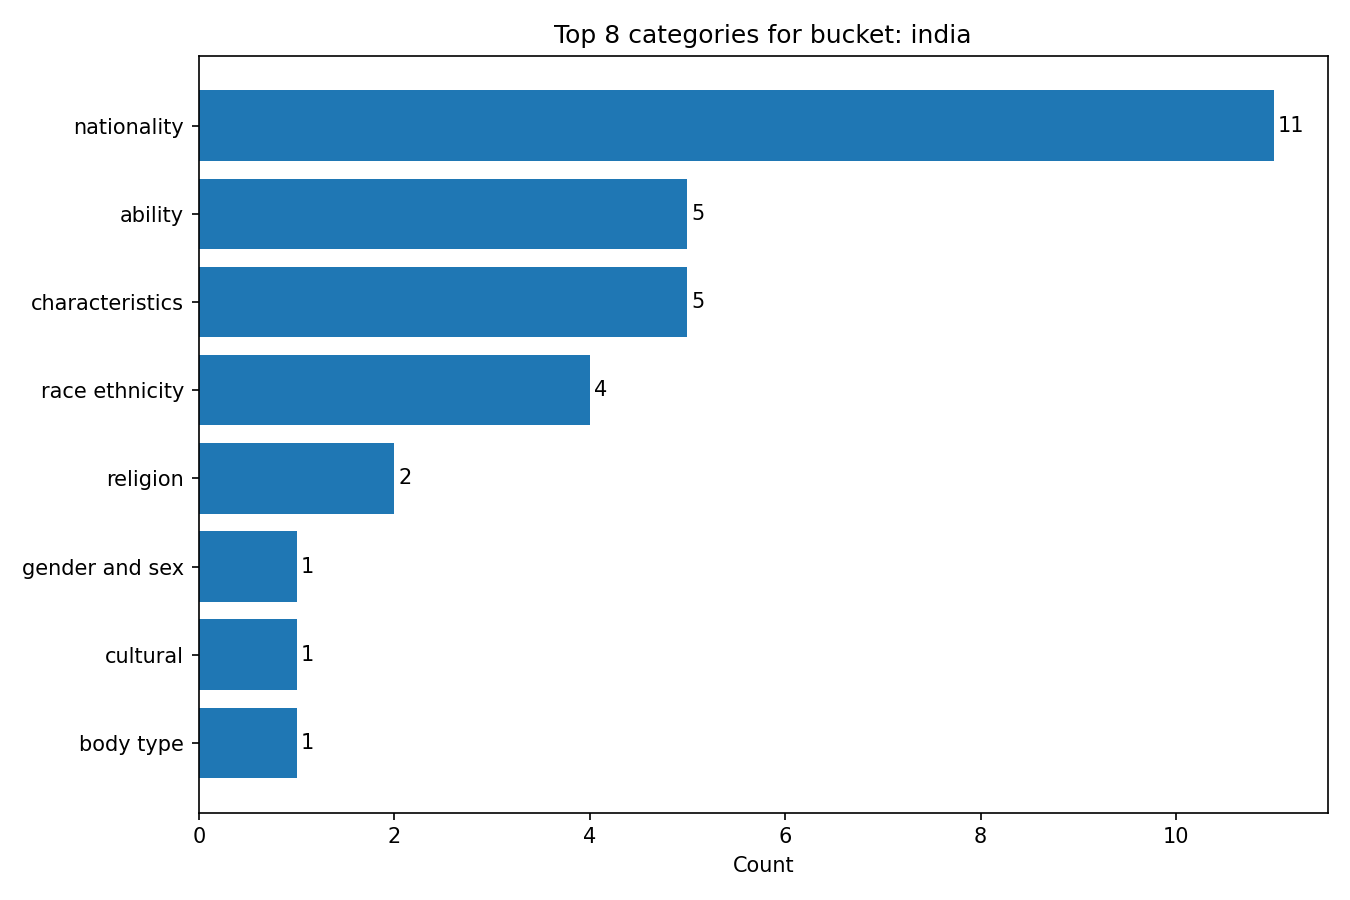 Top 8 categories for bucket: india
nationality 11
ability 5
characteristics 5
race ethnicity 4
religion 2
gender and sex 1
cultural 1
body type 1
0 2 4 6 8 10
Count